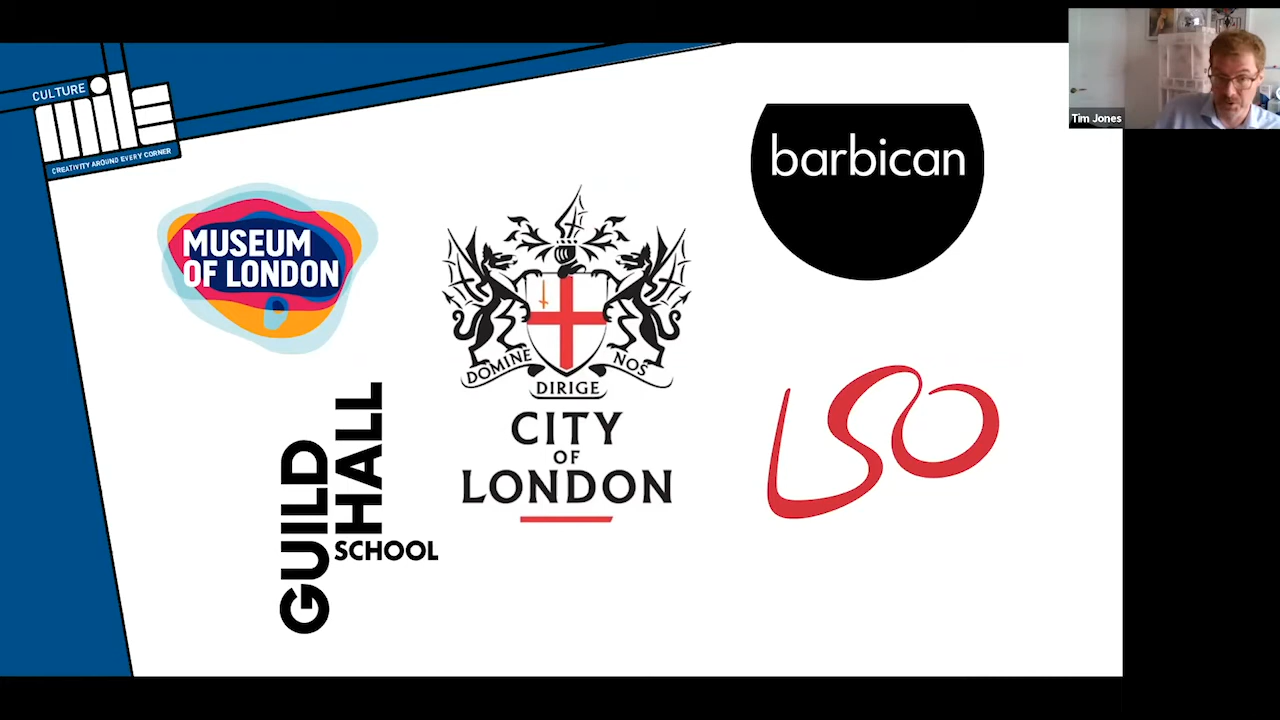 CULTURE
mile
CREATIVITY AROUND EVERY CORNER
MUSEUM
OF LONDON
DOMINE
DIRIGE
NOS
CITY
OF
LONDON
barbican
LSO
GUILD
HALL
SCHOOL
Tim Jones